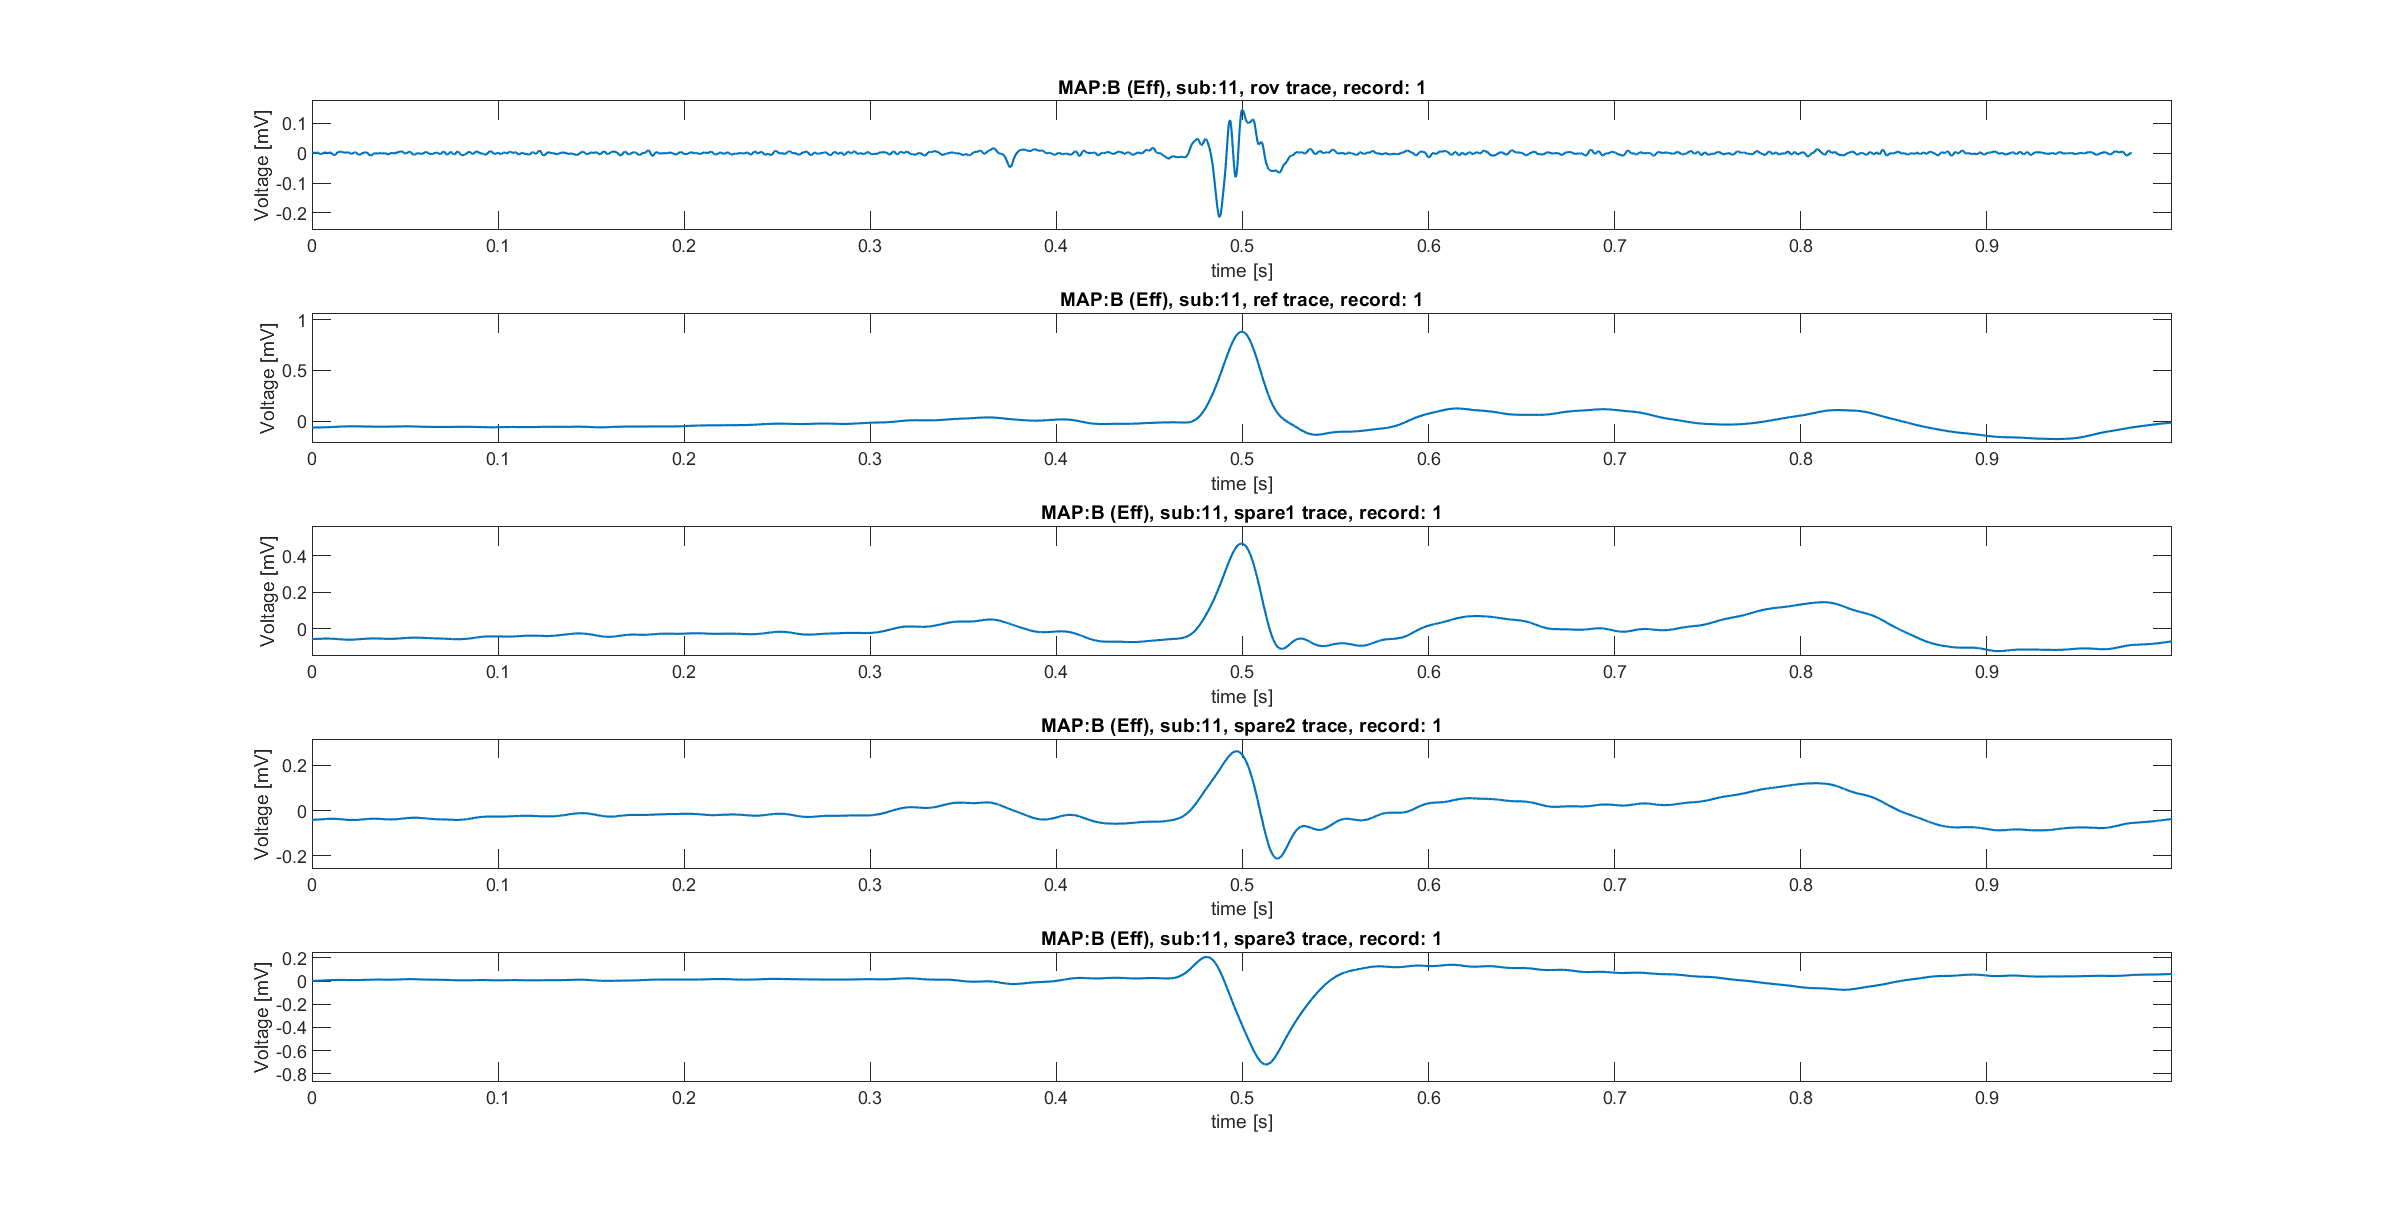 MAP:B (Eff), sub:11, rov trace, record: 1
Voltage [mV]
0.1
0
-0.1
-0.2
0 0.1 0.2 0.3 0.4 0.5 0.6 0.7 0.8 0.9
time [s]
MAP:B (Eff), sub:11, ref trace, record: 1
Voltage [mV]
1
0.5
0
0 0.1 0.2 0.3 0.4 0.5 0.6 0.7 0.8 0.9
time [s]
MAP:B (Eff), sub:11, spare1 trace, record: 1
Voltage [mV]
0.4
0.2
0
0 0.1 0.2 0.3 0.4 0.5 0.6 0.7 0.8 0.9
time [s]
MAP:B (Eff), sub:11, spare2 trace, record: 1
Voltage [mV]
0.2
0
-0.2
0 0.1 0.2 0.3 0.4 0.5 0.6 0.7 0.8 0.9
time [s]
MAP:B (Eff), sub:11, spare3 trace, record: 1
Voltage [mV]
0.2
0
-0.2
-0.4
-0.6
-0.8
0 0.1 0.2 0.3 0.4 0.5 0.6 0.7 0.8 0.9
time [s]